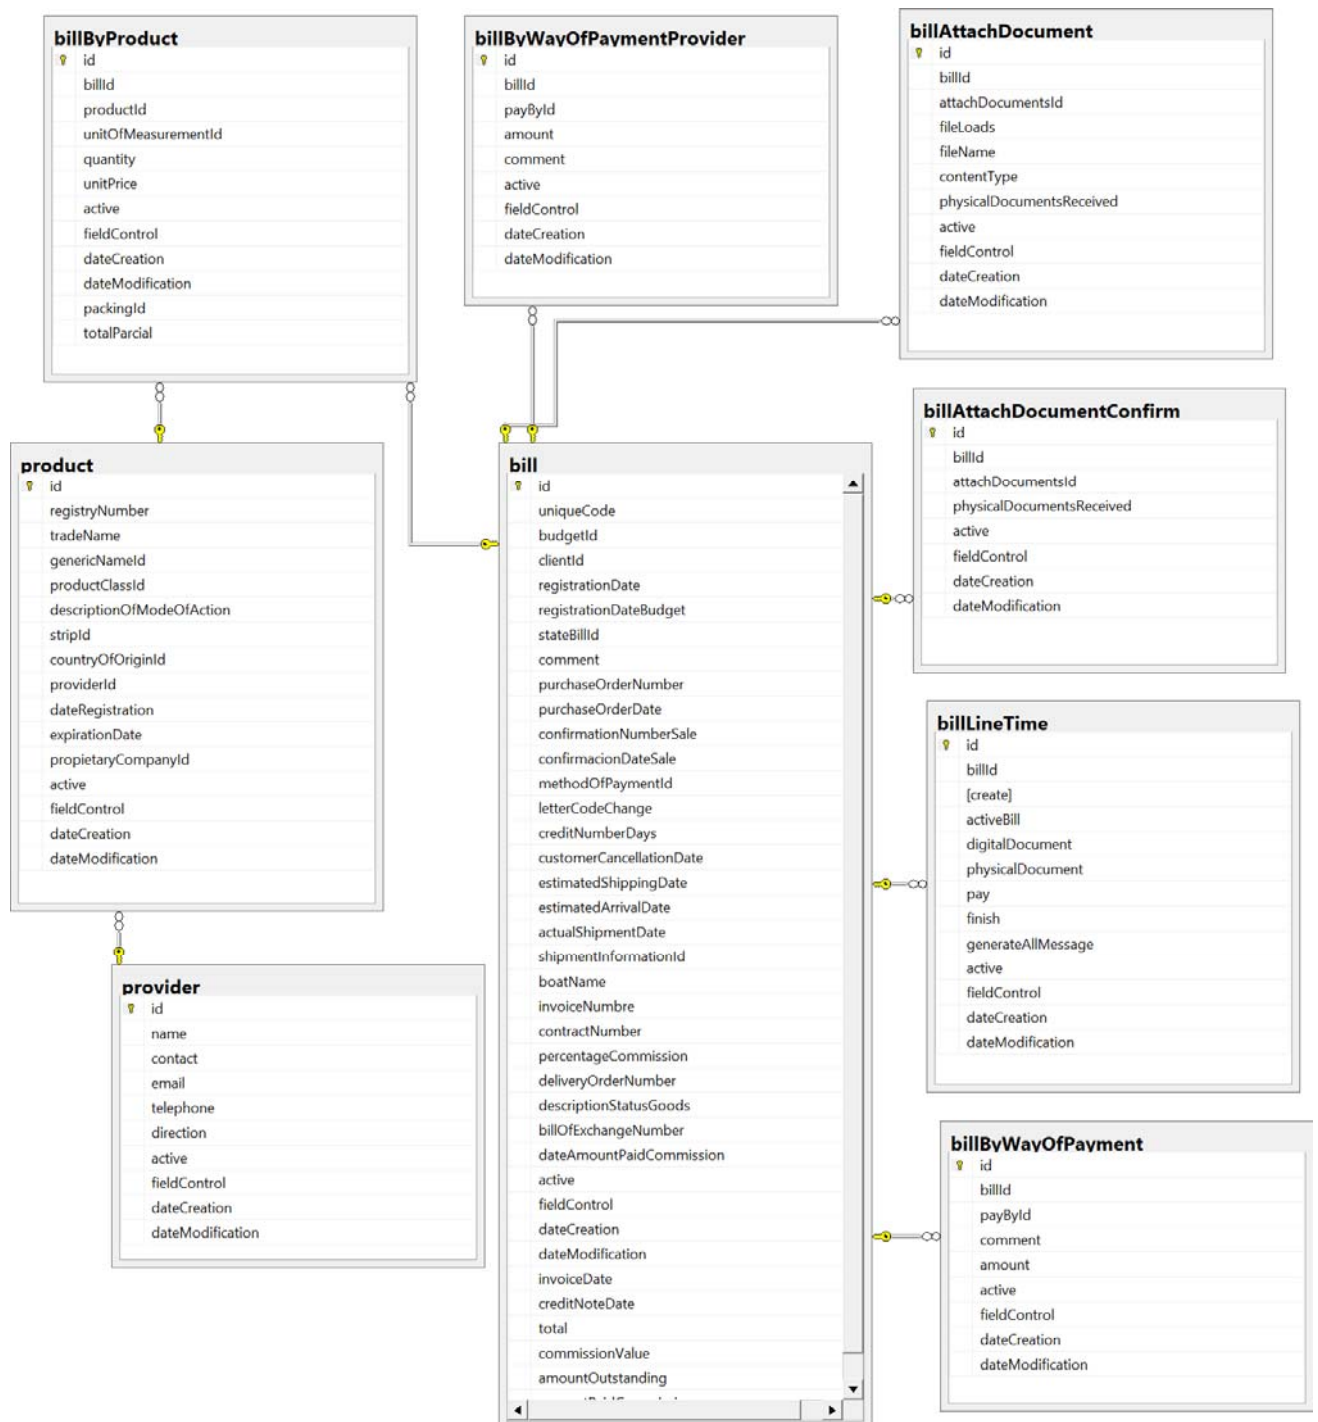 billByProduct
id
billId
productId
unitOfMeasurementId
quantity
unitPrice
active
fieldControl
dateCreation
dateModification
packingId
totalParcial
billByWayOfPaymentProvider
id
billId
payById
amount
comment
active
fieldControl
dateCreation
dateModification
billAttachDocument
id
billId
attachDocumentsId
fileLoads
fileName
contentType
physicalDocumentsReceived
active
fieldControl
dateCreation
dateModification
product
id
registryNumber
tradeName
genericNameId
productClassId
descriptionOfModeOfAction
stripId
countryOfOriginId
providerId
dateRegistration
expirationDate
propietaryCompanyId
active
fieldControl
dateCreation
dateModification
provider
id
name
contact
email
telephone
direction
active
fieldControl
dateCreation
dateModification
bill
id
uniqueCode
budgetId
clientId
registrationDate
registrationDateBudget
stateBillId
comment
purchaseOrderNumber
purchaseOrderDate
confirmationNumberSale
confirmacionDateSale
methodOfPaymentId
letterCodeChange
creditNumberDays
customerCancellationDate
estimatedShippingDate
estimatedArrivalDate
actualShipmentDate
shipmentInformationId
boatName
invoiceNumbre
contractNumber
percentageCommission
deliveryOrderNumber
descriptionStatusGoods
billOfExchangeNumber
dateAmountPaidCommission
active
fieldControl
dateCreation
dateModification
invoiceDate
creditNoteDate
total
commissionValue
amountOutstanding
billAttachDocumentConfirm
id
billId
attachDocumentsId
physicalDocumentsReceived
active
fieldControl
dateCreation
dateModification
billLineTime
id
billId
[create]
activeBill
digitalDocument
physicalDocument
pay
finish
generateAllMessage
active
fieldControl
dateCreation
dateModification
billByWayOfPayment
id
billId
payById
comment
amount
active
fieldControl
dateCreation
dateModification